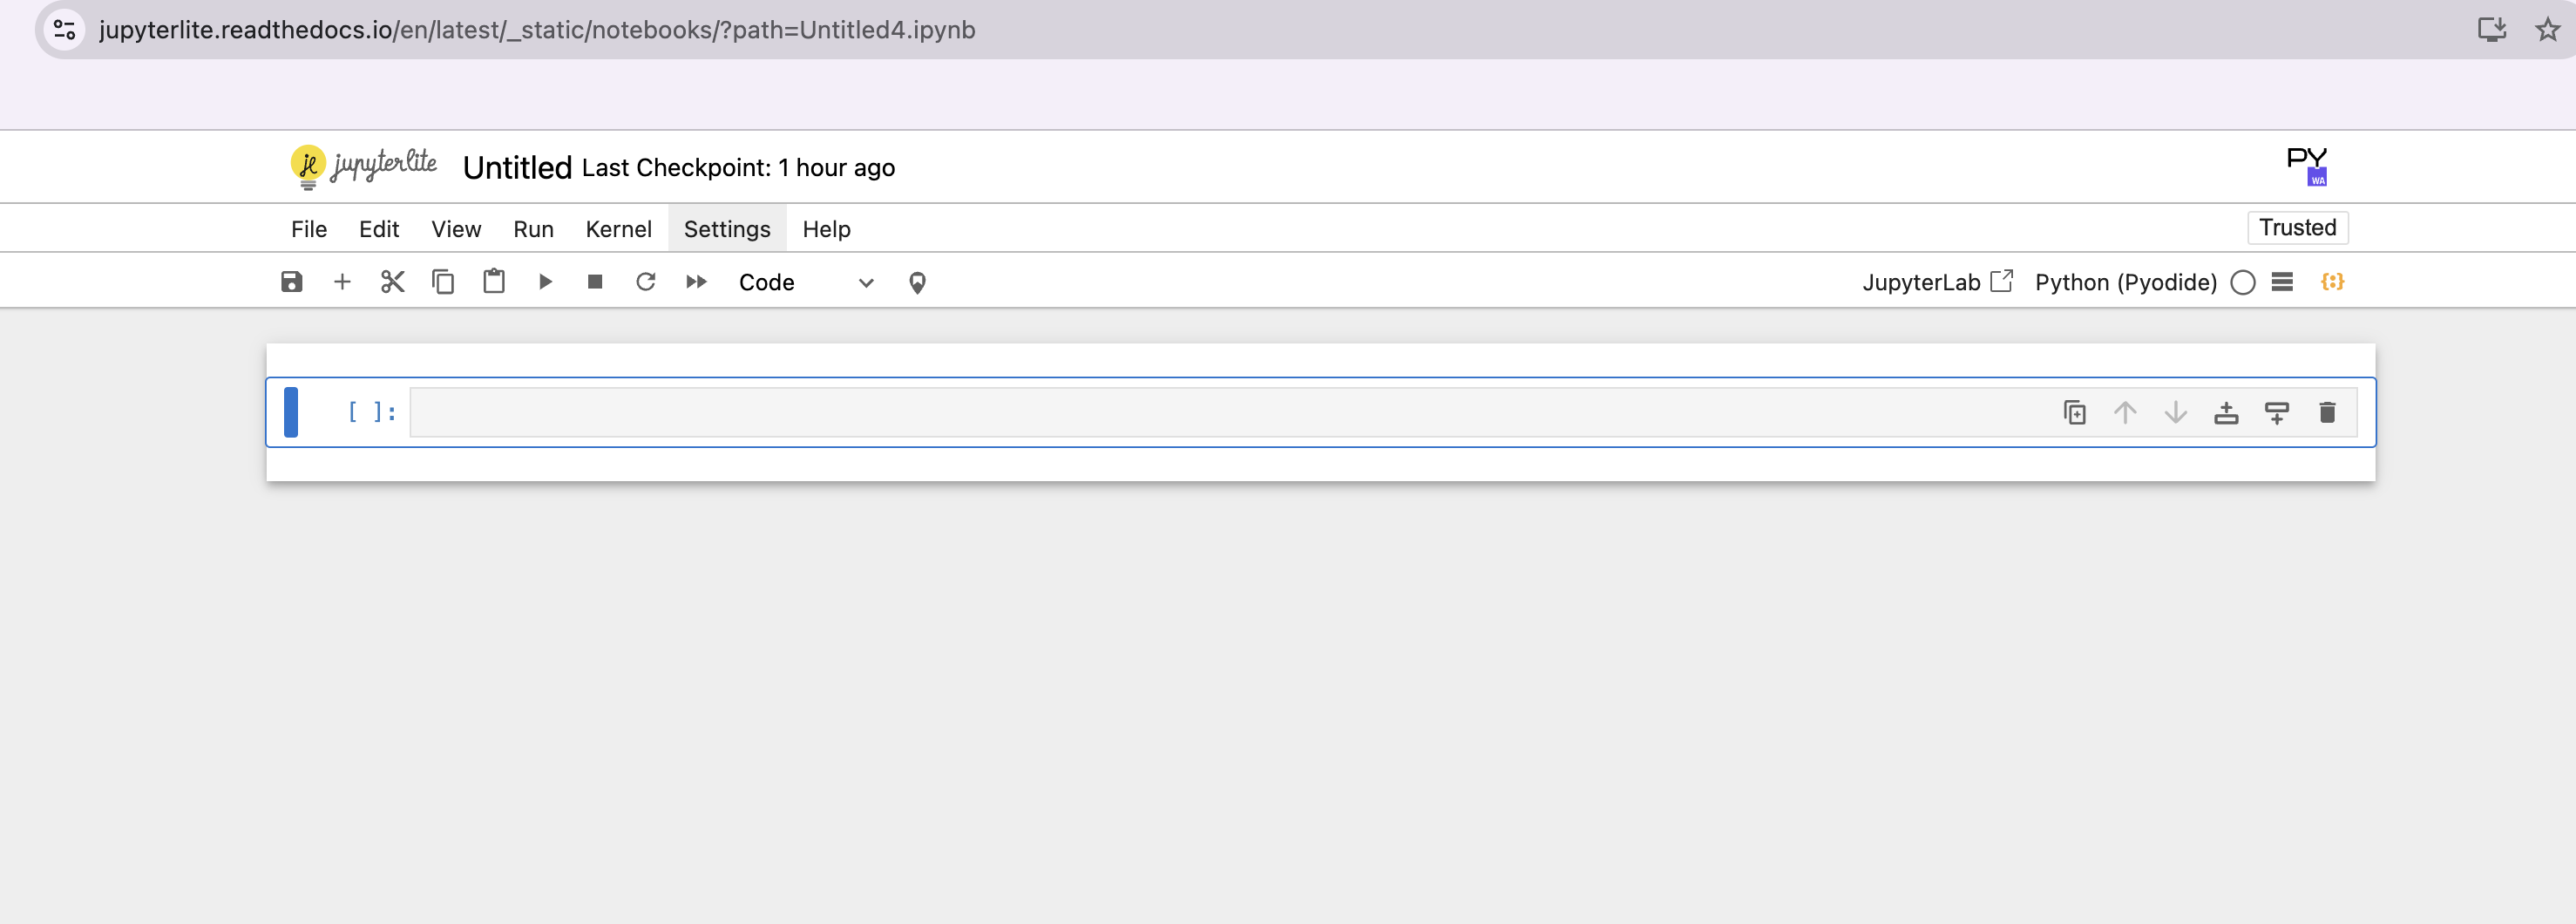 jupyterlite.readthedocs.io/en/latest/_static/notebooks/?path=Untitled4.ipynb
jl jupyterlite Untitled Last Checkpoint: 1 hour ago PY WA
File Edit View Run Kernel Settings Help Trusted
Code JupyterLab Python (Pyodide)
[ ]: